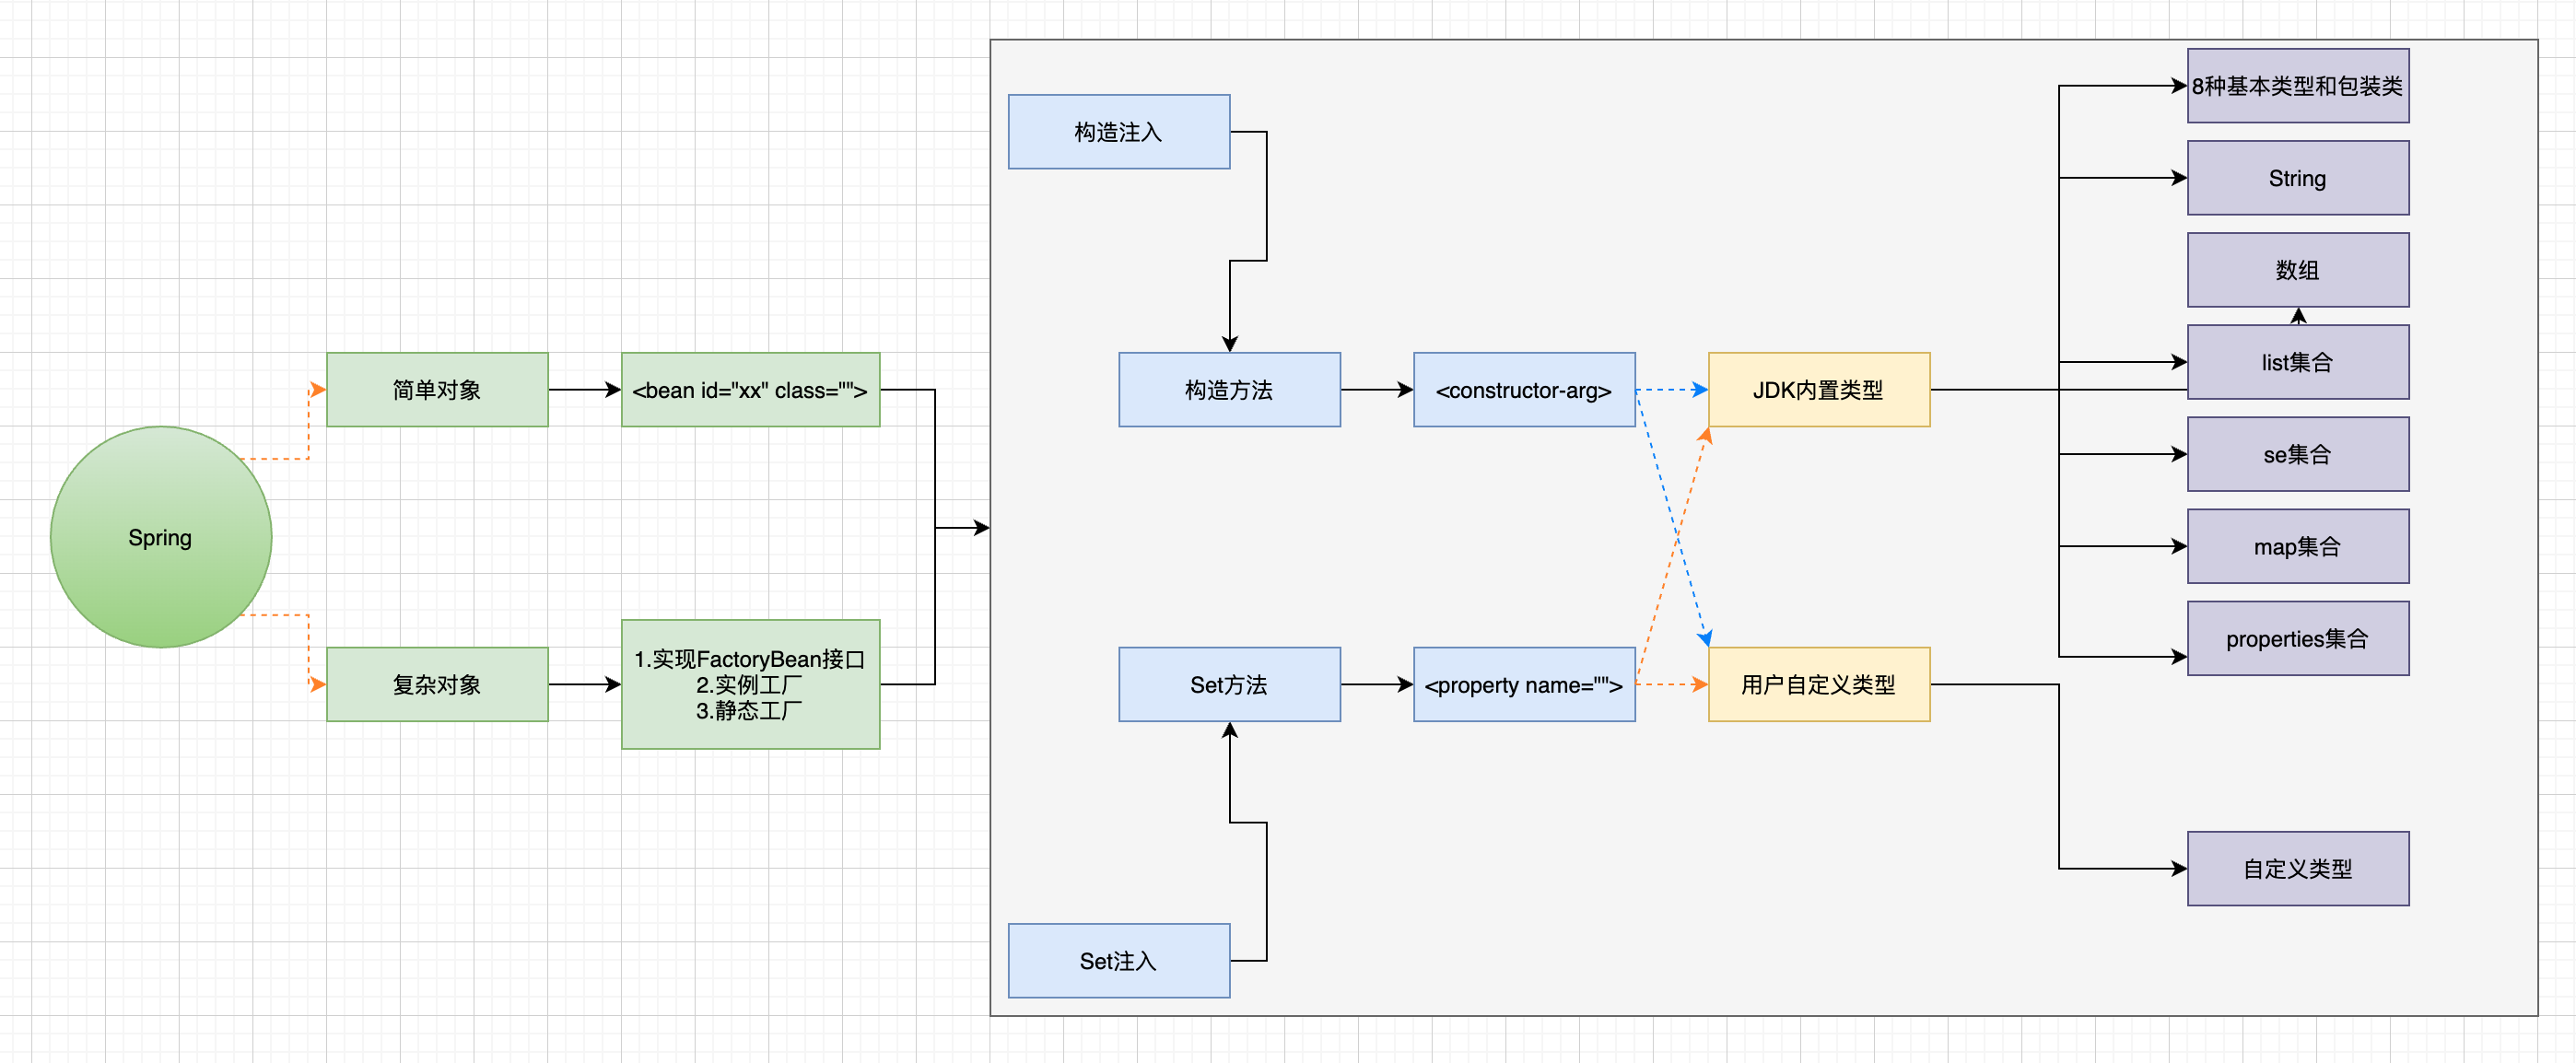 Spring
简单对象
<bean id="xx" class="">
复杂对象
1.实现FactoryBean接口
2.实例工厂
3.静态工厂
构造注入
构造方法
<constructor-arg>
JDK内置类型
Set方法
<property name="">
用户自定义类型
Set注入
8种基本类型和包装类
String
数组
list集合
se集合
map集合
properties集合
自定义类型